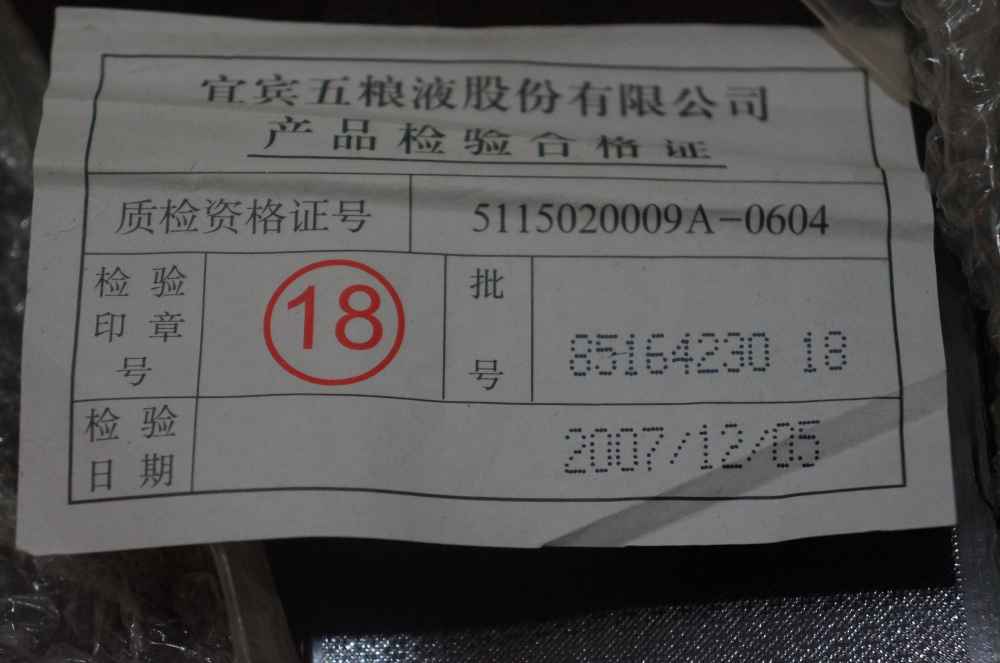 宜宾五粮液股份有限公司
产品检验合格证
质检资格证号 5115020009A-0604
检验印章号 18 批号 85164230 18
检验日期 2007/12/05